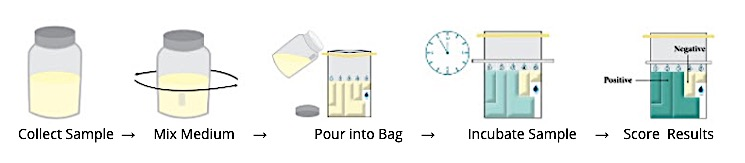 Negative
Positive
Collect Sample → Mix Medium → Pour into Bag → Incubate Sample → Score Results